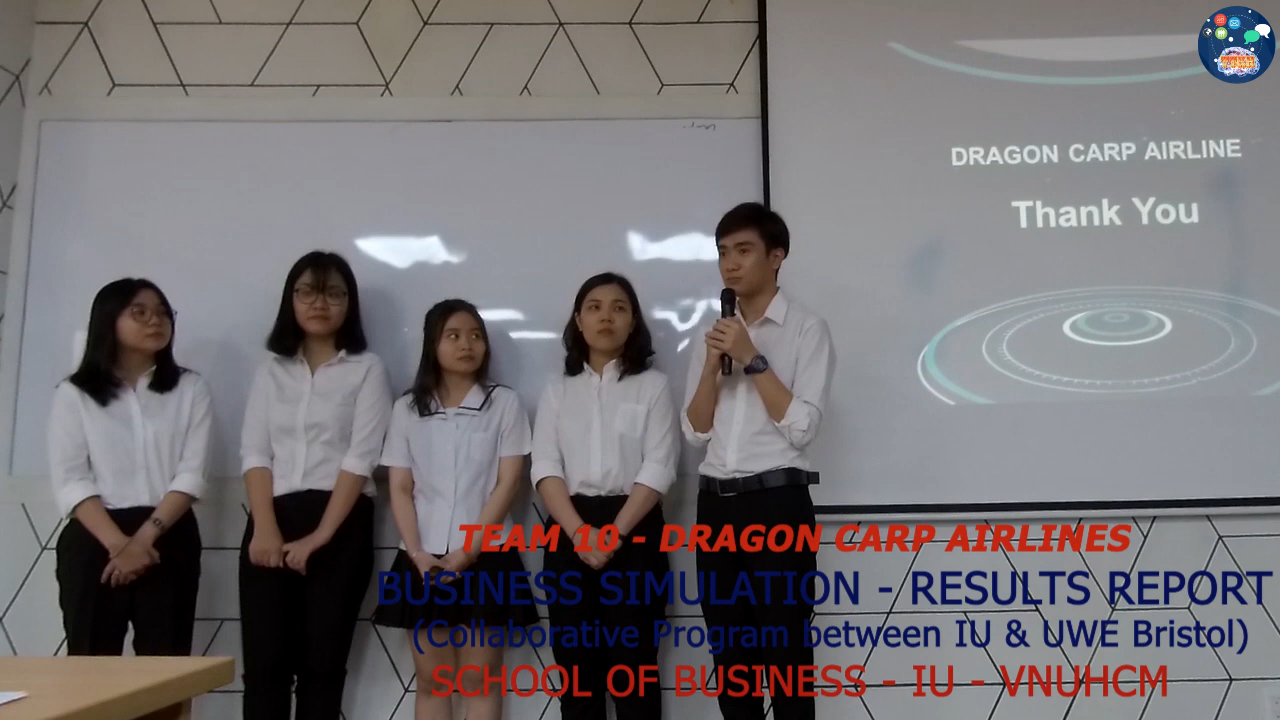 DRAGON CARP AIRLINE
Thank You
TEAM 10 - DRAGON CARP AIRLINES
BUSINESS SIMULATION - RESULTS REPORT
(Collaborative Program between IU & UWE Bristol)
SCHOOL OF BUSINESS - IU - VNUHCM